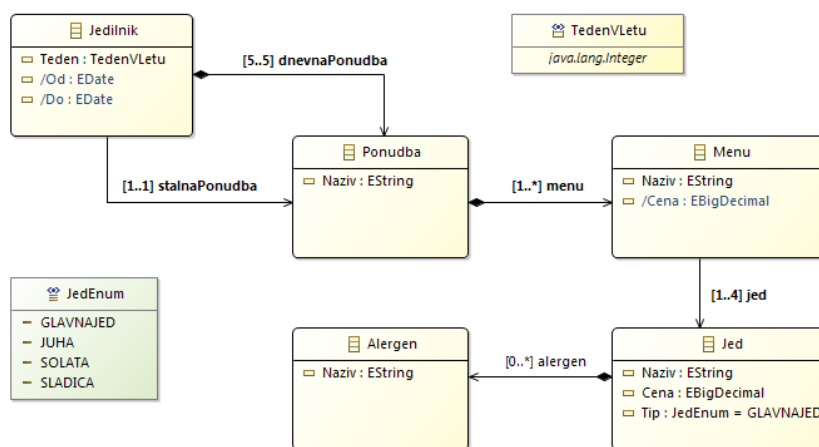 Jedilnik
Teden : TedenVLetu
/Od : EDate
/Do : EDate
TedenVLetu
java.lang.Integer
[5..5] dnevnaPonudba
[1..1] stalnaPonudba
Ponudba
Naziv : EString
[1..*] menu
Menu
Naziv : EString
/Cena : EBigDecimal
[1..4] jed
JedEnum
GLAVNAJED
JUHA
SOLATA
SLADICA
Alergen
Naziv : EString
[0..*] alergen
Jed
Naziv : EString
Cena : EBigDecimal
Tip : JedEnum = GLAVNAJED